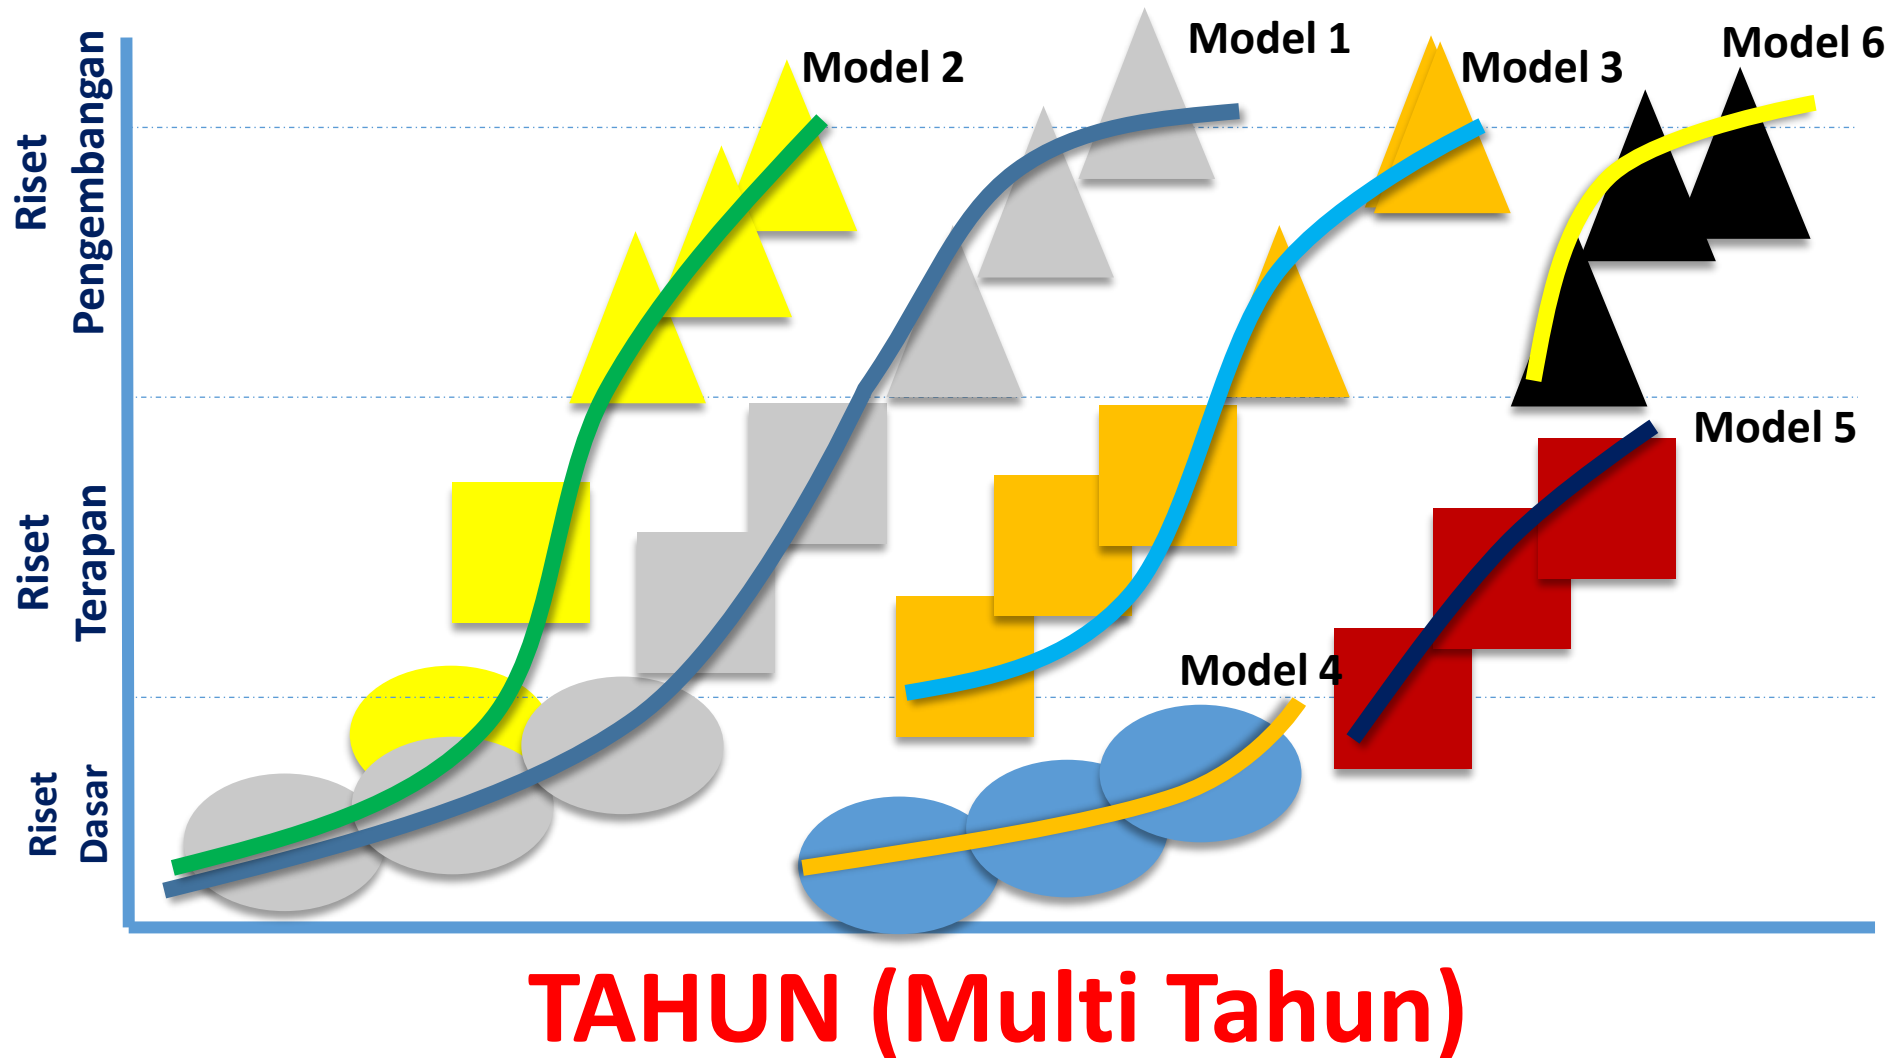 Model 1
Model 6
Model 2
Model 3
Riset
Pengembangan
Model 5
Riset
Terapan
Model 4
Riset
Dasar
TAHUN (Multi Tahun)